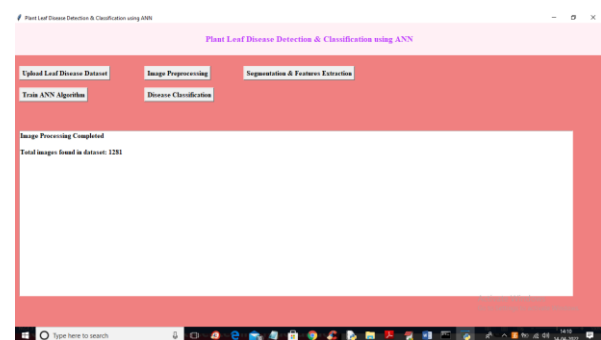 Plant Leaf Disease Detection & Classification using ANN
Plant Leaf Disease Detection & Classification using ANN
Upload Leaf Disease Dataset
Image Preprocessing
Segmentation & Features Extraction
Train ANN Algorithm
Disease Classification
Image Processing Completed
Total images found in dataset: 1281
Type here to search